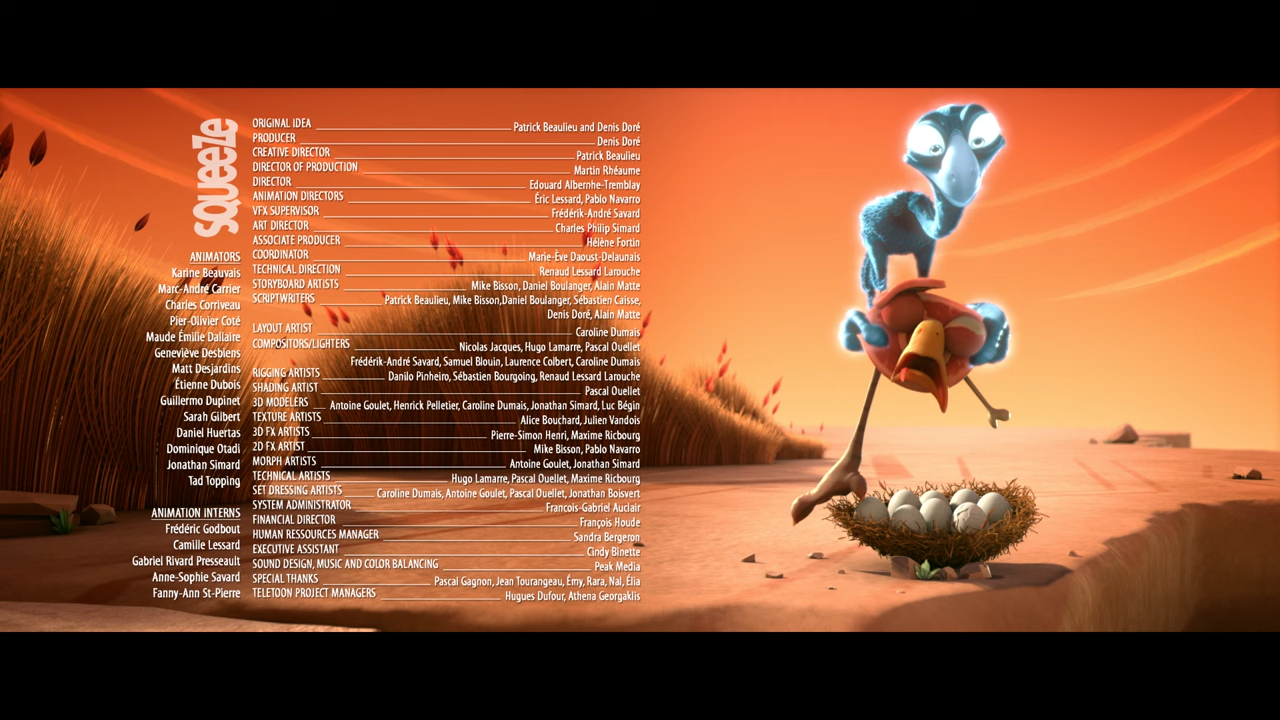 squeeze
ANIMATORS
Karine Beauvais
Marc-André Carrier
Charles Corriveau
Pier-Olivier Coté
Maude Émilie Dallaire
Geneviève Desbiens
Matt Desjardins
Étienne Dubois
Guillermo Dupinet
Sarah Gilbert
Daniel Huertas
Dominique Otadi
Jonathan Simard
Tad Topping
ANIMATION INTERNS
Frédéric Godbout
Camille Lessard
Gabriel Rivard Presseault
Anne-Sophie Savard
Fanny-Ann St-Pierre
ORIGINAL IDEA Patrick Beaulieu and Denis Doré
PRODUCER Denis Doré
CREATIVE DIRECTOR Patrick Beaulieu
DIRECTOR OF PRODUCTION Martin Rhéaume
DIRECTOR Edouard Albernhe-Tremblay
ANIMATION DIRECTORS Éric Lessard, Pablo Navarro
VFX SUPERVISOR Frédérik-André Savard
ART DIRECTOR Charles Philip Simard
ASSOCIATE PRODUCER Hélène Fortin
COORDINATOR Marie-Ève Daoust-Delaunais
TECHNICAL DIRECTION Renaud Lessard Larouche
STORYBOARD ARTISTS Mike Bisson, Daniel Boulanger, Alain Matte
SCRIPTWRITERS Patrick Beaulieu, Mike Bisson,Daniel Boulanger, Sébastien Caisse,
Denis Doré, Alain Matte
LAYOUT ARTIST Caroline Dumais
COMPOSITORS/LIGHTERS Nicolas Jacques, Hugo Lamarre, Pascal Ouellet
Frédérik-André Savard, Samuel Blouin, Laurence Colbert, Caroline Dumais
RIGGING ARTISTS Danilo Pinheiro, Sébastien Bourgoing, Renaud Lessard Larouche
SHADING ARTIST Pascal Ouellet
3D MODELERS Antoine Goulet, Henrick Pelletier, Caroline Dumais, Jonathan Simard, Luc Bégin
TEXTURE ARTISTS Alice Bouchard, Julien Vandois
3D FX ARTISTS Pierre-Simon Henri, Maxime Ricbourg
2D FX ARTIST Mike Bisson, Pablo Navarro
MORPH ARTISTS Antoine Goulet, Jonathan Simard
TECHNICAL ARTISTS Hugo Lamarre, Pascal Ouellet, Maxime Ricbourg
SET DRESSING ARTISTS Caroline Dumais, Antoine Goulet, Pascal Ouellet, Jonathan Boisvert
SYSTEM ADMINISTRATOR Francois-Gabriel Auclair
FINANCIAL DIRECTOR François Houde
HUMAN RESSOURCES MANAGER Sandra Bergeron
EXECUTIVE ASSISTANT Cindy Binette
SOUND DESIGN, MUSIC AND COLOR BALANCING Peak Media
SPECIAL THANKS Pascal Gagnon, Jean Tourangeau, Émy, Rara, Nal, Élia
TELETOON PROJECT MANAGERS Hugues Dufour, Athena Georgaklis